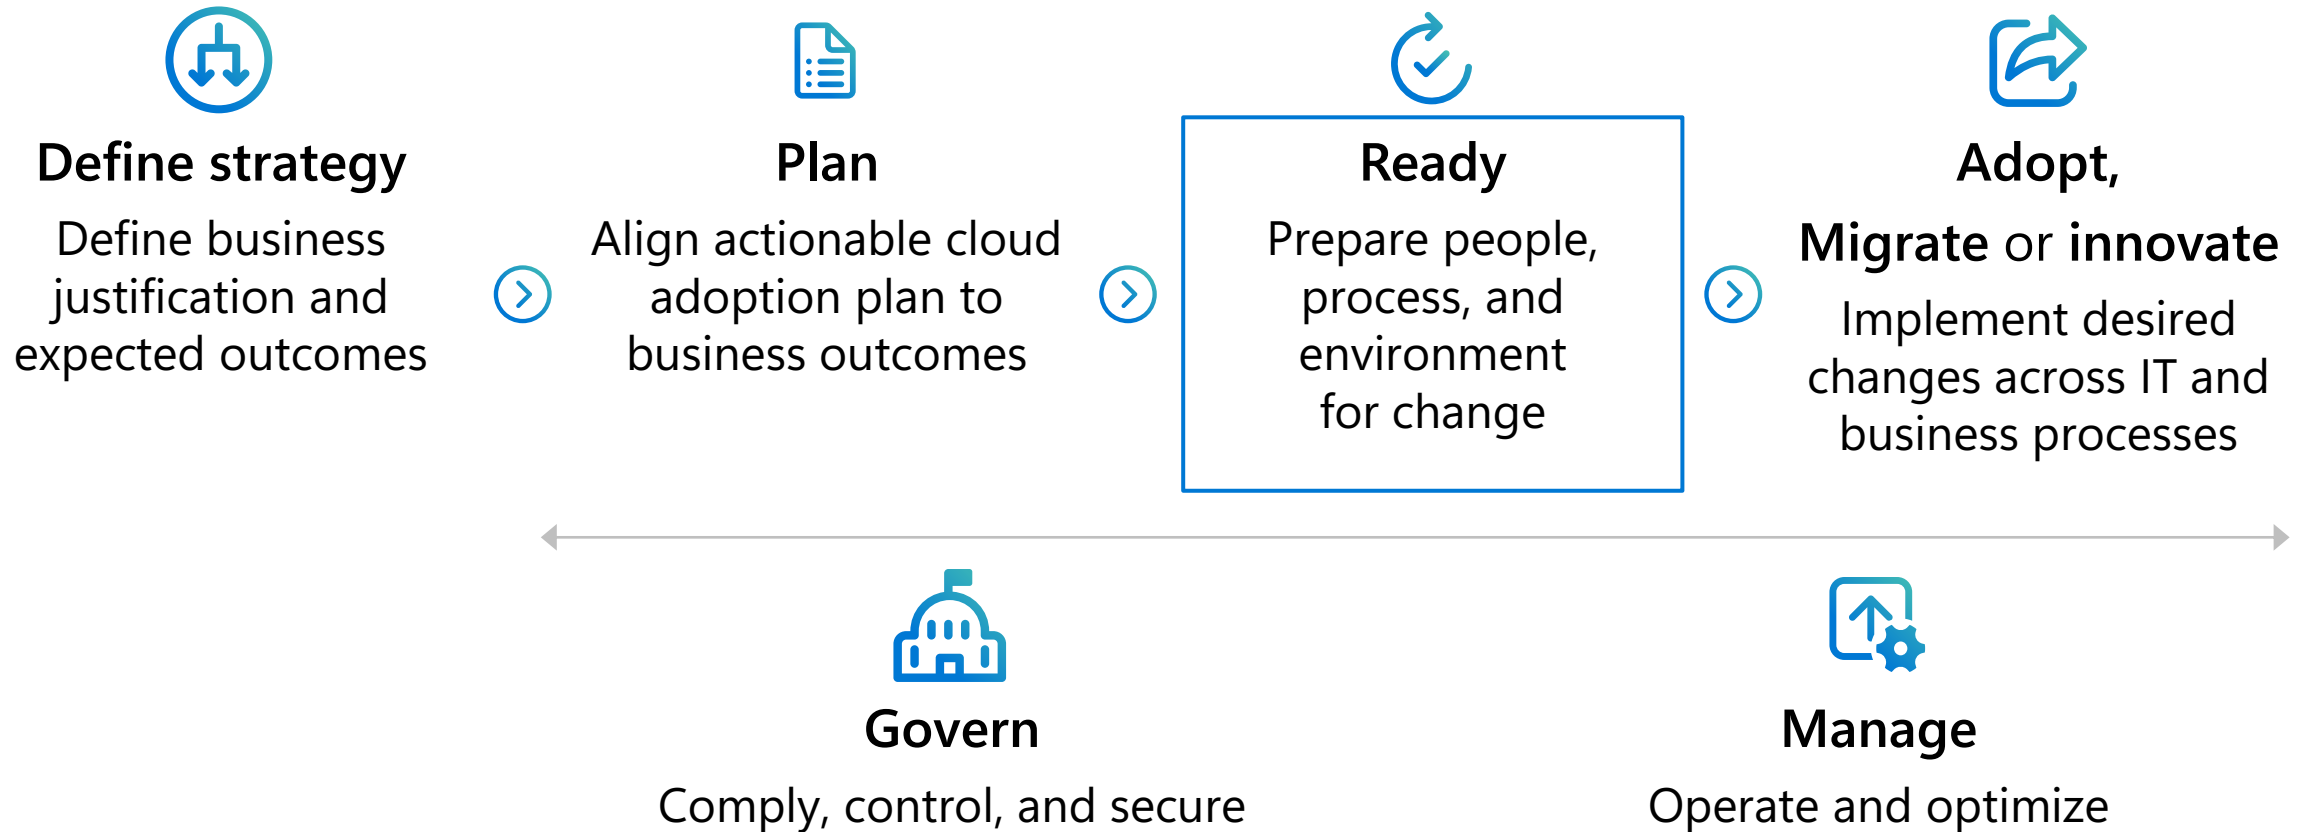 Define strategy
Define business
justification and
expected outcomes
Plan
Align actionable cloud
adoption plan to
business outcomes
Ready
Prepare people,
process, and
environment
for change
Adopt,
Migrate or innovate
Implement desired
changes across IT and
business processes
Govern
Comply, control, and secure
Manage
Operate and optimize